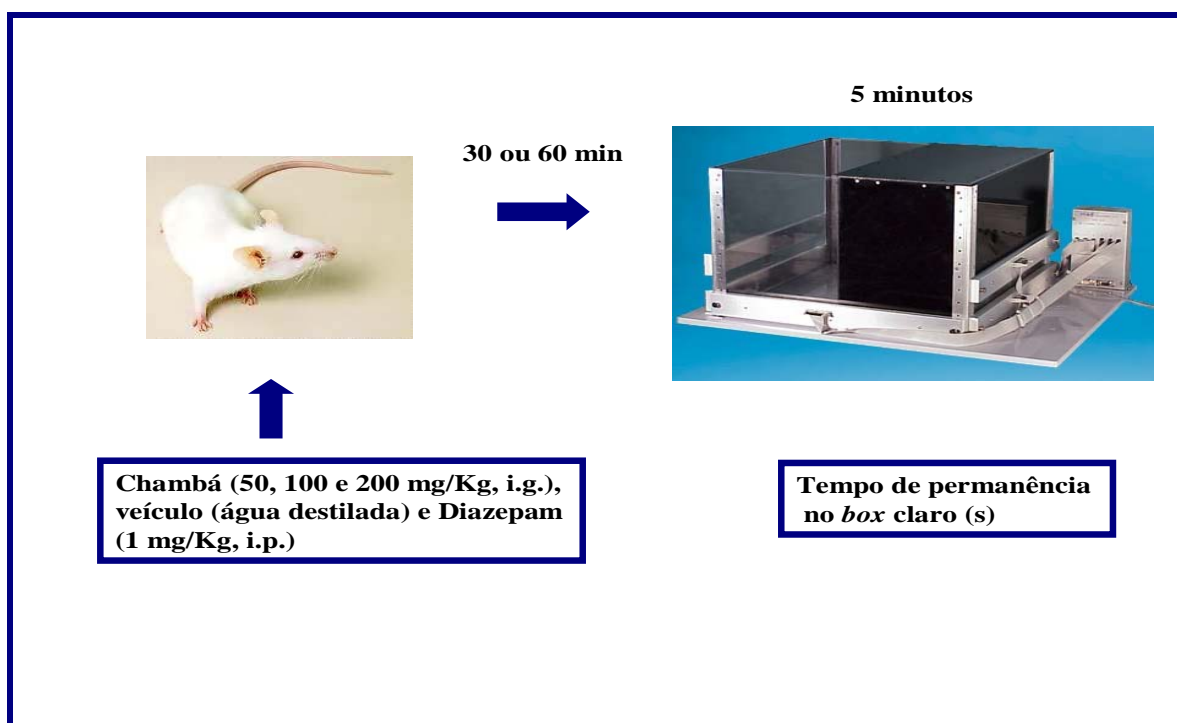 5 minutos
30 ou 60 min
Chambá (50, 100 e 200 mg/Kg, i.g.),
veículo (água destilada) e Diazepam
(1 mg/Kg, i.p.)
Tempo de permanência
no box claro (s)